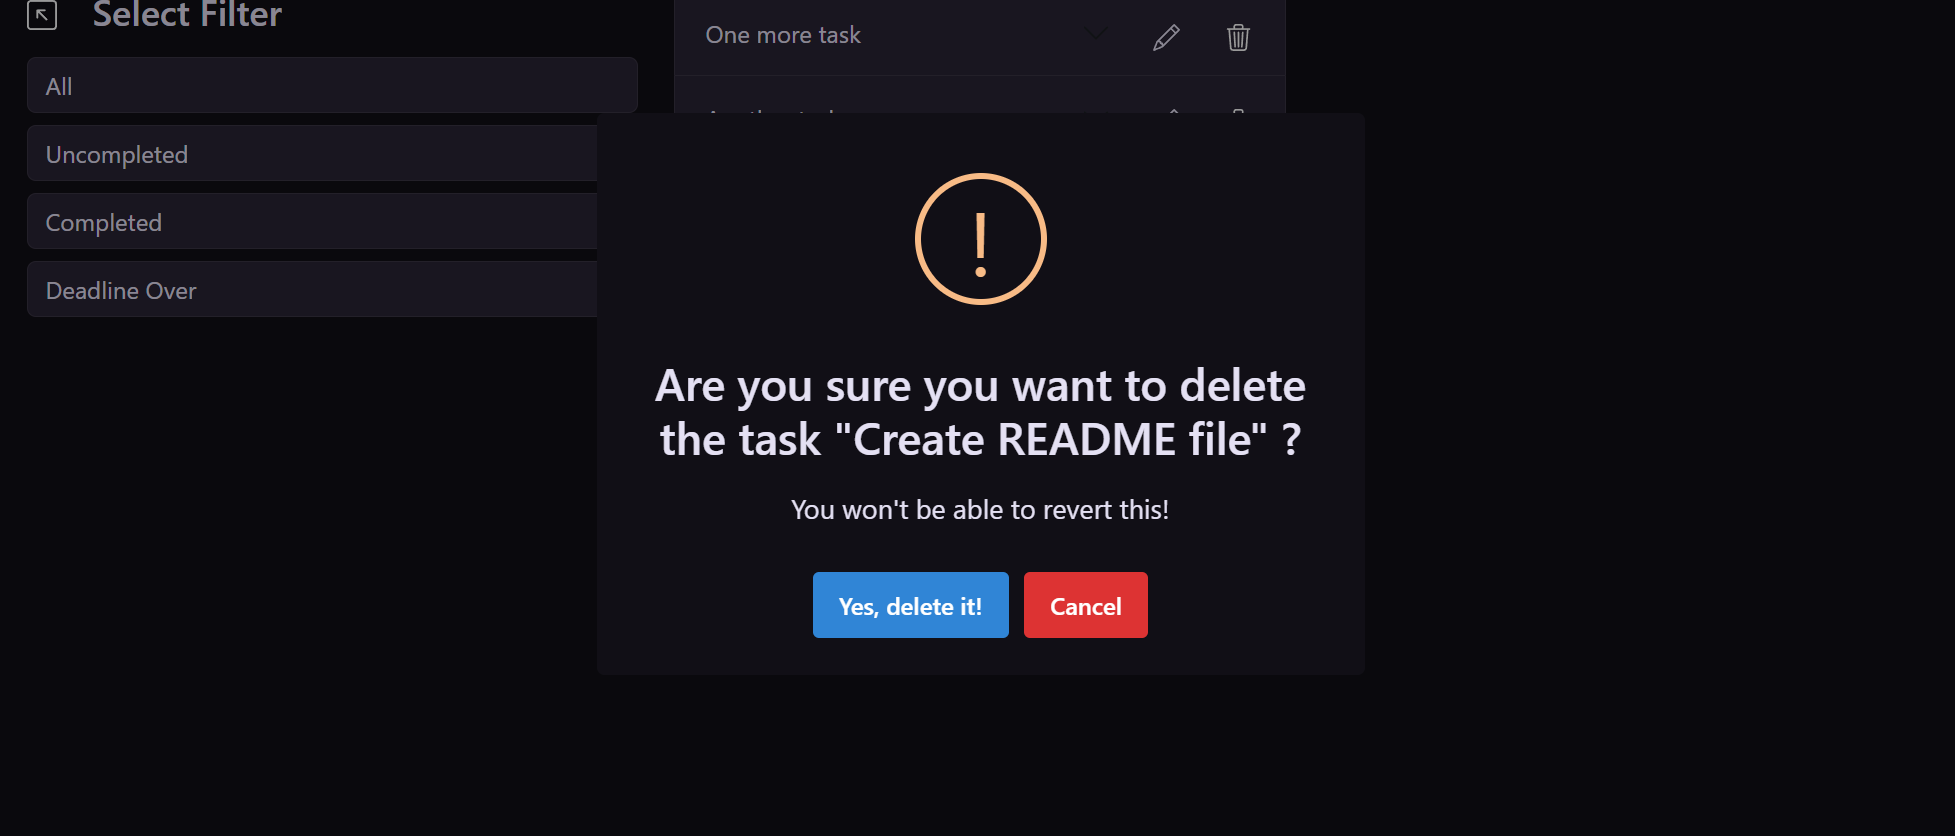 Select Filter
All
Uncompleted
Completed
Deadline Over
One more task
Are you sure you want to delete
the task "Create README file" ?
You won't be able to revert this!
Yes, delete it!
Cancel